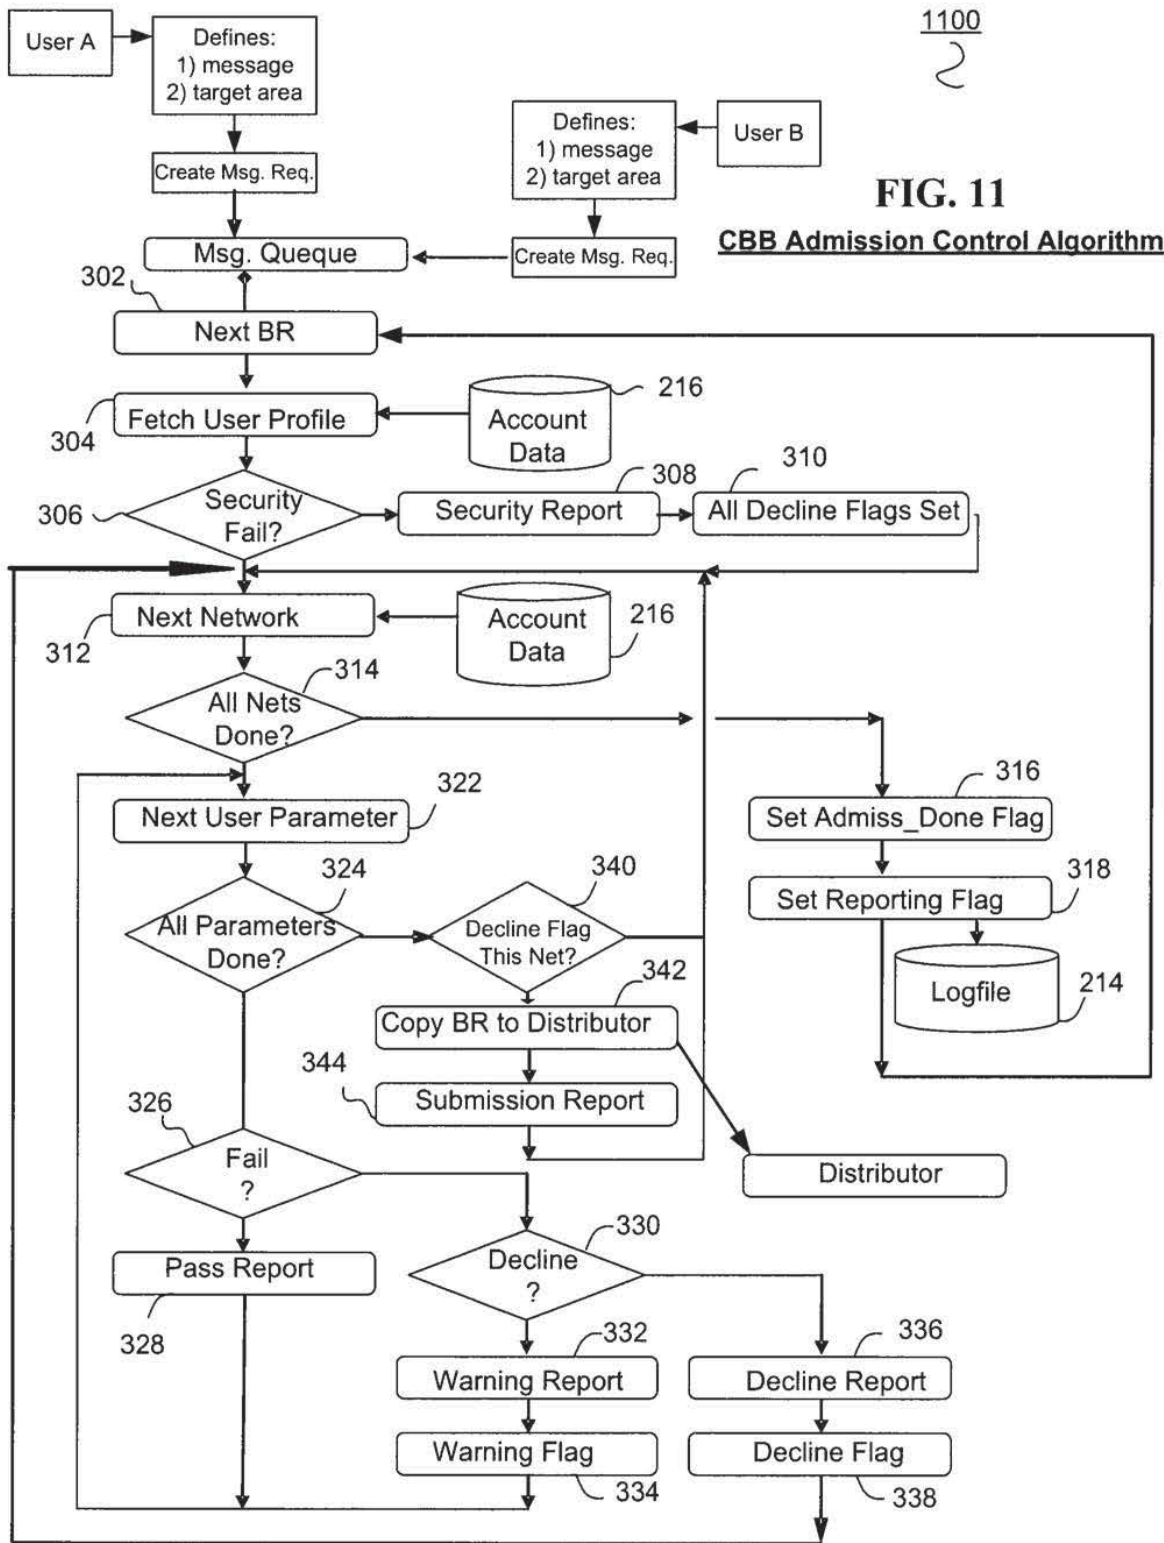 1100
User A
Defines:
1) message
2) target area
Defines:
1) message
2) target area
User B
Create Msg. Req.
FIG. 11
CBB Admission Control Algorithm
Msg. Queque
Create Msg. Req.
302
Next BR
304
Fetch User Profile
Account
Data
216
306
Security
Fail?
308
Security Report
310
All Decline Flags Set
312
Next Network
Account
Data
216
314
All Nets
Done?
316
Set Admiss_Done Flag
322
Next User Parameter
318
Set Reporting Flag
324
All Parameters
Done?
340
Decline Flag
This Net?
Logfile
214
342
Copy BR to Distributor
344
Submission Report
326
Fail
?
Distributor
330
Decline
?
Pass Report
328
332
Warning Report
336
Decline Report
Warning Flag
334
Decline Flag
338